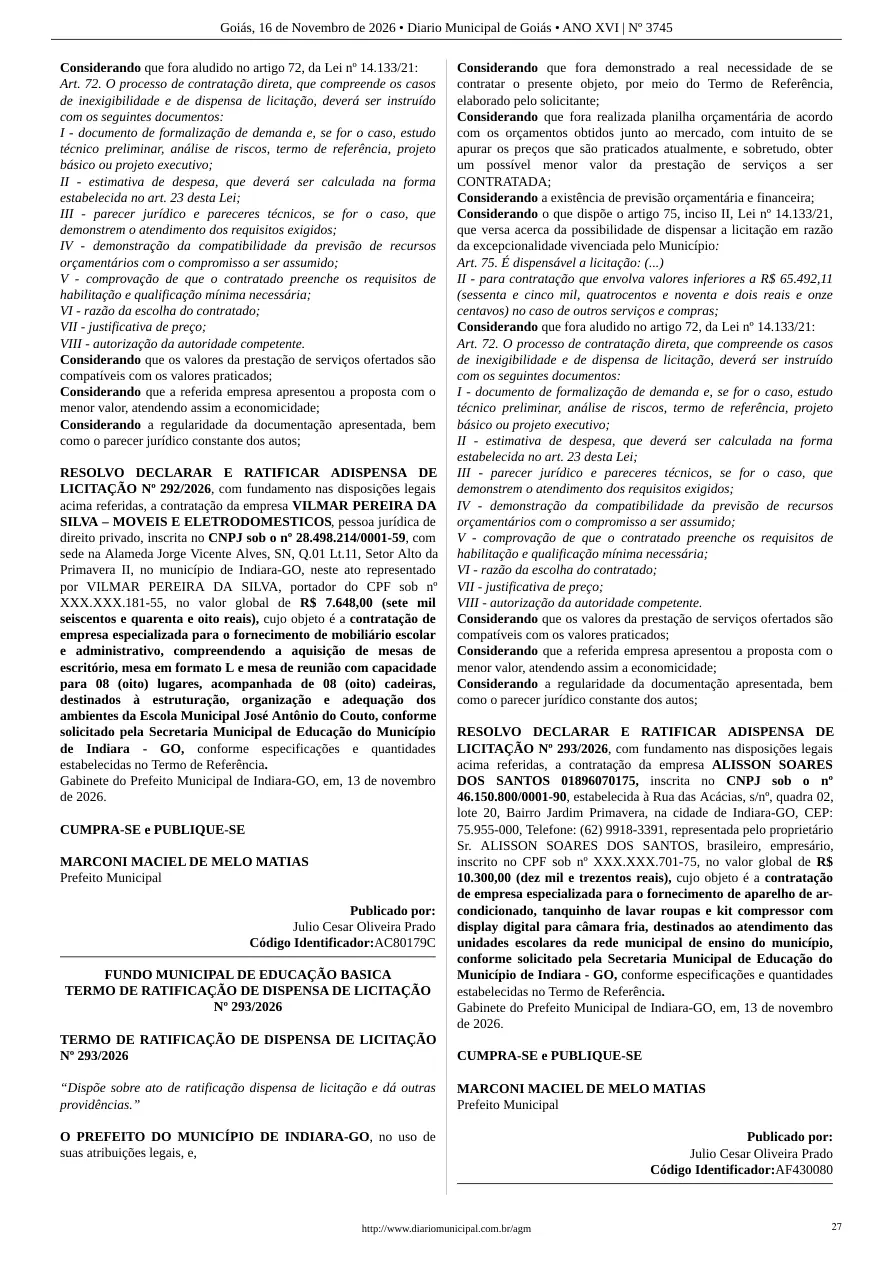 Goiás, 16 de Novembro de 2026 • Diario Municipal de Goiás • ANO XVI | Nº 3745
Considerando que fora aludido no artigo 72, da Lei nº 14.133/21:
Art. 72. O processo de contratação direta, que compreende os casos
de inexigibilidade e de dispensa de licitação, deverá ser instruído
com os seguintes documentos:
I - documento de formalização de demanda e, se for o caso, estudo
técnico preliminar, análise de riscos, termo de referência, projeto
básico ou projeto executivo;
II - estimativa de despesa, que deverá ser calculada na forma
estabelecida no art. 23 desta Lei;
III - parecer jurídico e pareceres técnicos, se for o caso, que
demonstrem o atendimento dos requisitos exigidos;
IV - demonstração da compatibilidade da previsão de recursos
orçamentários com o compromisso a ser assumido;
V - comprovação de que o contratado preenche os requisitos de
habilitação e qualificação mínima necessária;
VI - razão da escolha do contratado;
VII - justificativa de preço;
VIII - autorização da autoridade competente.
Considerando que os valores da prestação de serviços ofertados são
compatíveis com os valores praticados;
Considerando que a referida empresa apresentou a proposta com o
menor valor, atendendo assim a economicidade;
Considerando a regularidade da documentação apresentada, bem
como o parecer jurídico constante dos autos;
RESOLVO DECLARAR E RATIFICAR ADISPENSA DE
LICITAÇÃO Nº 292/2026, com fundamento nas disposições legais
acima referidas, a contratação da empresa VILMAR PEREIRA DA
SILVA – MOVEIS E ELETRODOMESTICOS, pessoa jurídica de
direito privado, inscrita no CNPJ sob o nº 28.498.214/0001-59, com
sede na Alameda Jorge Vicente Alves, SN, Q.01 Lt.11, Setor Alto da
Primavera II, no município de Indiara-GO, neste ato representado
por VILMAR PEREIRA DA SILVA, portador do CPF sob nº
XXX.XXX.181-55, no valor global de R$ 7.648,00 (sete mil
seiscentos e quarenta e oito reais), cujo objeto é a contratação de
empresa especializada para o fornecimento de mobiliário escolar
e administrativo, compreendendo a aquisição de mesas de
escritório, mesa em formato L e mesa de reunião com capacidade
para 08 (oito) lugares, acompanhada de 08 (oito) cadeiras,
destinados à estruturação, organização e adequação dos
ambientes da Escola Municipal José Antônio do Couto, conforme
solicitado pela Secretaria Municipal de Educação do Município
de Indiara - GO, conforme especificações e quantidades
estabelecidas no Termo de Referência.
Gabinete do Prefeito Municipal de Indiara-GO, em, 13 de novembro
de 2026.
CUMPRA-SE e PUBLIQUE-SE
MARCONI MACIEL DE MELO MATIAS
Prefeito Municipal
Publicado por:
Julio Cesar Oliveira Prado
Código Identificador:AC80179C
FUNDO MUNICIPAL DE EDUCAÇÃO BASICA
TERMO DE RATIFICAÇÃO DE DISPENSA DE LICITAÇÃO
Nº 293/2026
TERMO DE RATIFICAÇÃO DE DISPENSA DE LICITAÇÃO
Nº 293/2026
“Dispõe sobre ato de ratificação dispensa de licitação e dá outras
providências.”
O PREFEITO DO MUNICÍPIO DE INDIARA-GO, no uso de
suas atribuições legais, e,
Considerando que fora demonstrado a real necessidade de se
contratar o presente objeto, por meio do Termo de Referência,
elaborado pelo solicitante;
Considerando que fora realizada planilha orçamentária de acordo
com os orçamentos obtidos junto ao mercado, com intuito de se
apurar os preços que são praticados atualmente, e sobretudo, obter
um possível menor valor da prestação de serviços a ser
CONTRATADA;
Considerando a existência de previsão orçamentária e financeira;
Considerando o que dispõe o artigo 75, inciso II, Lei nº 14.133/21,
que versa acerca da possibilidade de dispensar a licitação em razão
da excepcionalidade vivenciada pelo Município:
Art. 75. É dispensável a licitação: (...)
II - para contratação que envolva valores inferiores a R$ 65.492,11
(sessenta e cinco mil, quatrocentos e noventa e dois reais e onze
centavos) no caso de outros serviços e compras;
Considerando que fora aludido no artigo 72, da Lei nº 14.133/21:
Art. 72. O processo de contratação direta, que compreende os casos
de inexigibilidade e de dispensa de licitação, deverá ser instruído
com os seguintes documentos:
I - documento de formalização de demanda e, se for o caso, estudo
técnico preliminar, análise de riscos, termo de referência, projeto
básico ou projeto executivo;
II - estimativa de despesa, que deverá ser calculada na forma
estabelecida no art. 23 desta Lei;
III - parecer jurídico e pareceres técnicos, se for o caso, que
demonstrem o atendimento dos requisitos exigidos;
IV - demonstração da compatibilidade da previsão de recursos
orçamentários com o compromisso a ser assumido;
V - comprovação de que o contratado preenche os requisitos de
habilitação e qualificação mínima necessária;
VI - razão da escolha do contratado;
VII - justificativa de preço;
VIII - autorização da autoridade competente.
Considerando que os valores da prestação de serviços ofertados são
compatíveis com os valores praticados;
Considerando que a referida empresa apresentou a proposta com o
menor valor, atendendo assim a economicidade;
Considerando a regularidade da documentação apresentada, bem
como o parecer jurídico constante dos autos;
RESOLVO DECLARAR E RATIFICAR ADISPENSA DE
LICITAÇÃO Nº 293/2026, com fundamento nas disposições legais
acima referidas, a contratação da empresa ALISSON SOARES
DOS SANTOS 01896070175, inscrita no CNPJ sob o nº
46.150.800/0001-90, estabelecida à Rua das Acácias, s/nº, quadra 02,
lote 20, Bairro Jardim Primavera, na cidade de Indiara-GO, CEP:
75.955-000, Telefone: (62) 9918-3391, representada pelo proprietário
Sr. ALISSON SOARES DOS SANTOS, brasileiro, empresário,
inscrito no CPF sob nº XXX.XXX.701-75, no valor global de R$
10.300,00 (dez mil e trezentos reais), cujo objeto é a contratação
de empresa especializada para o fornecimento de aparelho de ar-
condicionado, tanquinho de lavar roupas e kit compressor com
display digital para câmara fria, destinados ao atendimento das
unidades escolares da rede municipal de ensino do município,
conforme solicitado pela Secretaria Municipal de Educação do
Município de Indiara - GO, conforme especificações e quantidades
estabelecidas no Termo de Referência.
Gabinete do Prefeito Municipal de Indiara-GO, em, 13 de novembro
de 2026.
CUMPRA-SE e PUBLIQUE-SE
MARCONI MACIEL DE MELO MATIAS
Prefeito Municipal
Publicado por:
Julio Cesar Oliveira Prado
Código Identificador:AF430080
http://www.diariomunicipal.com.br/agm
27